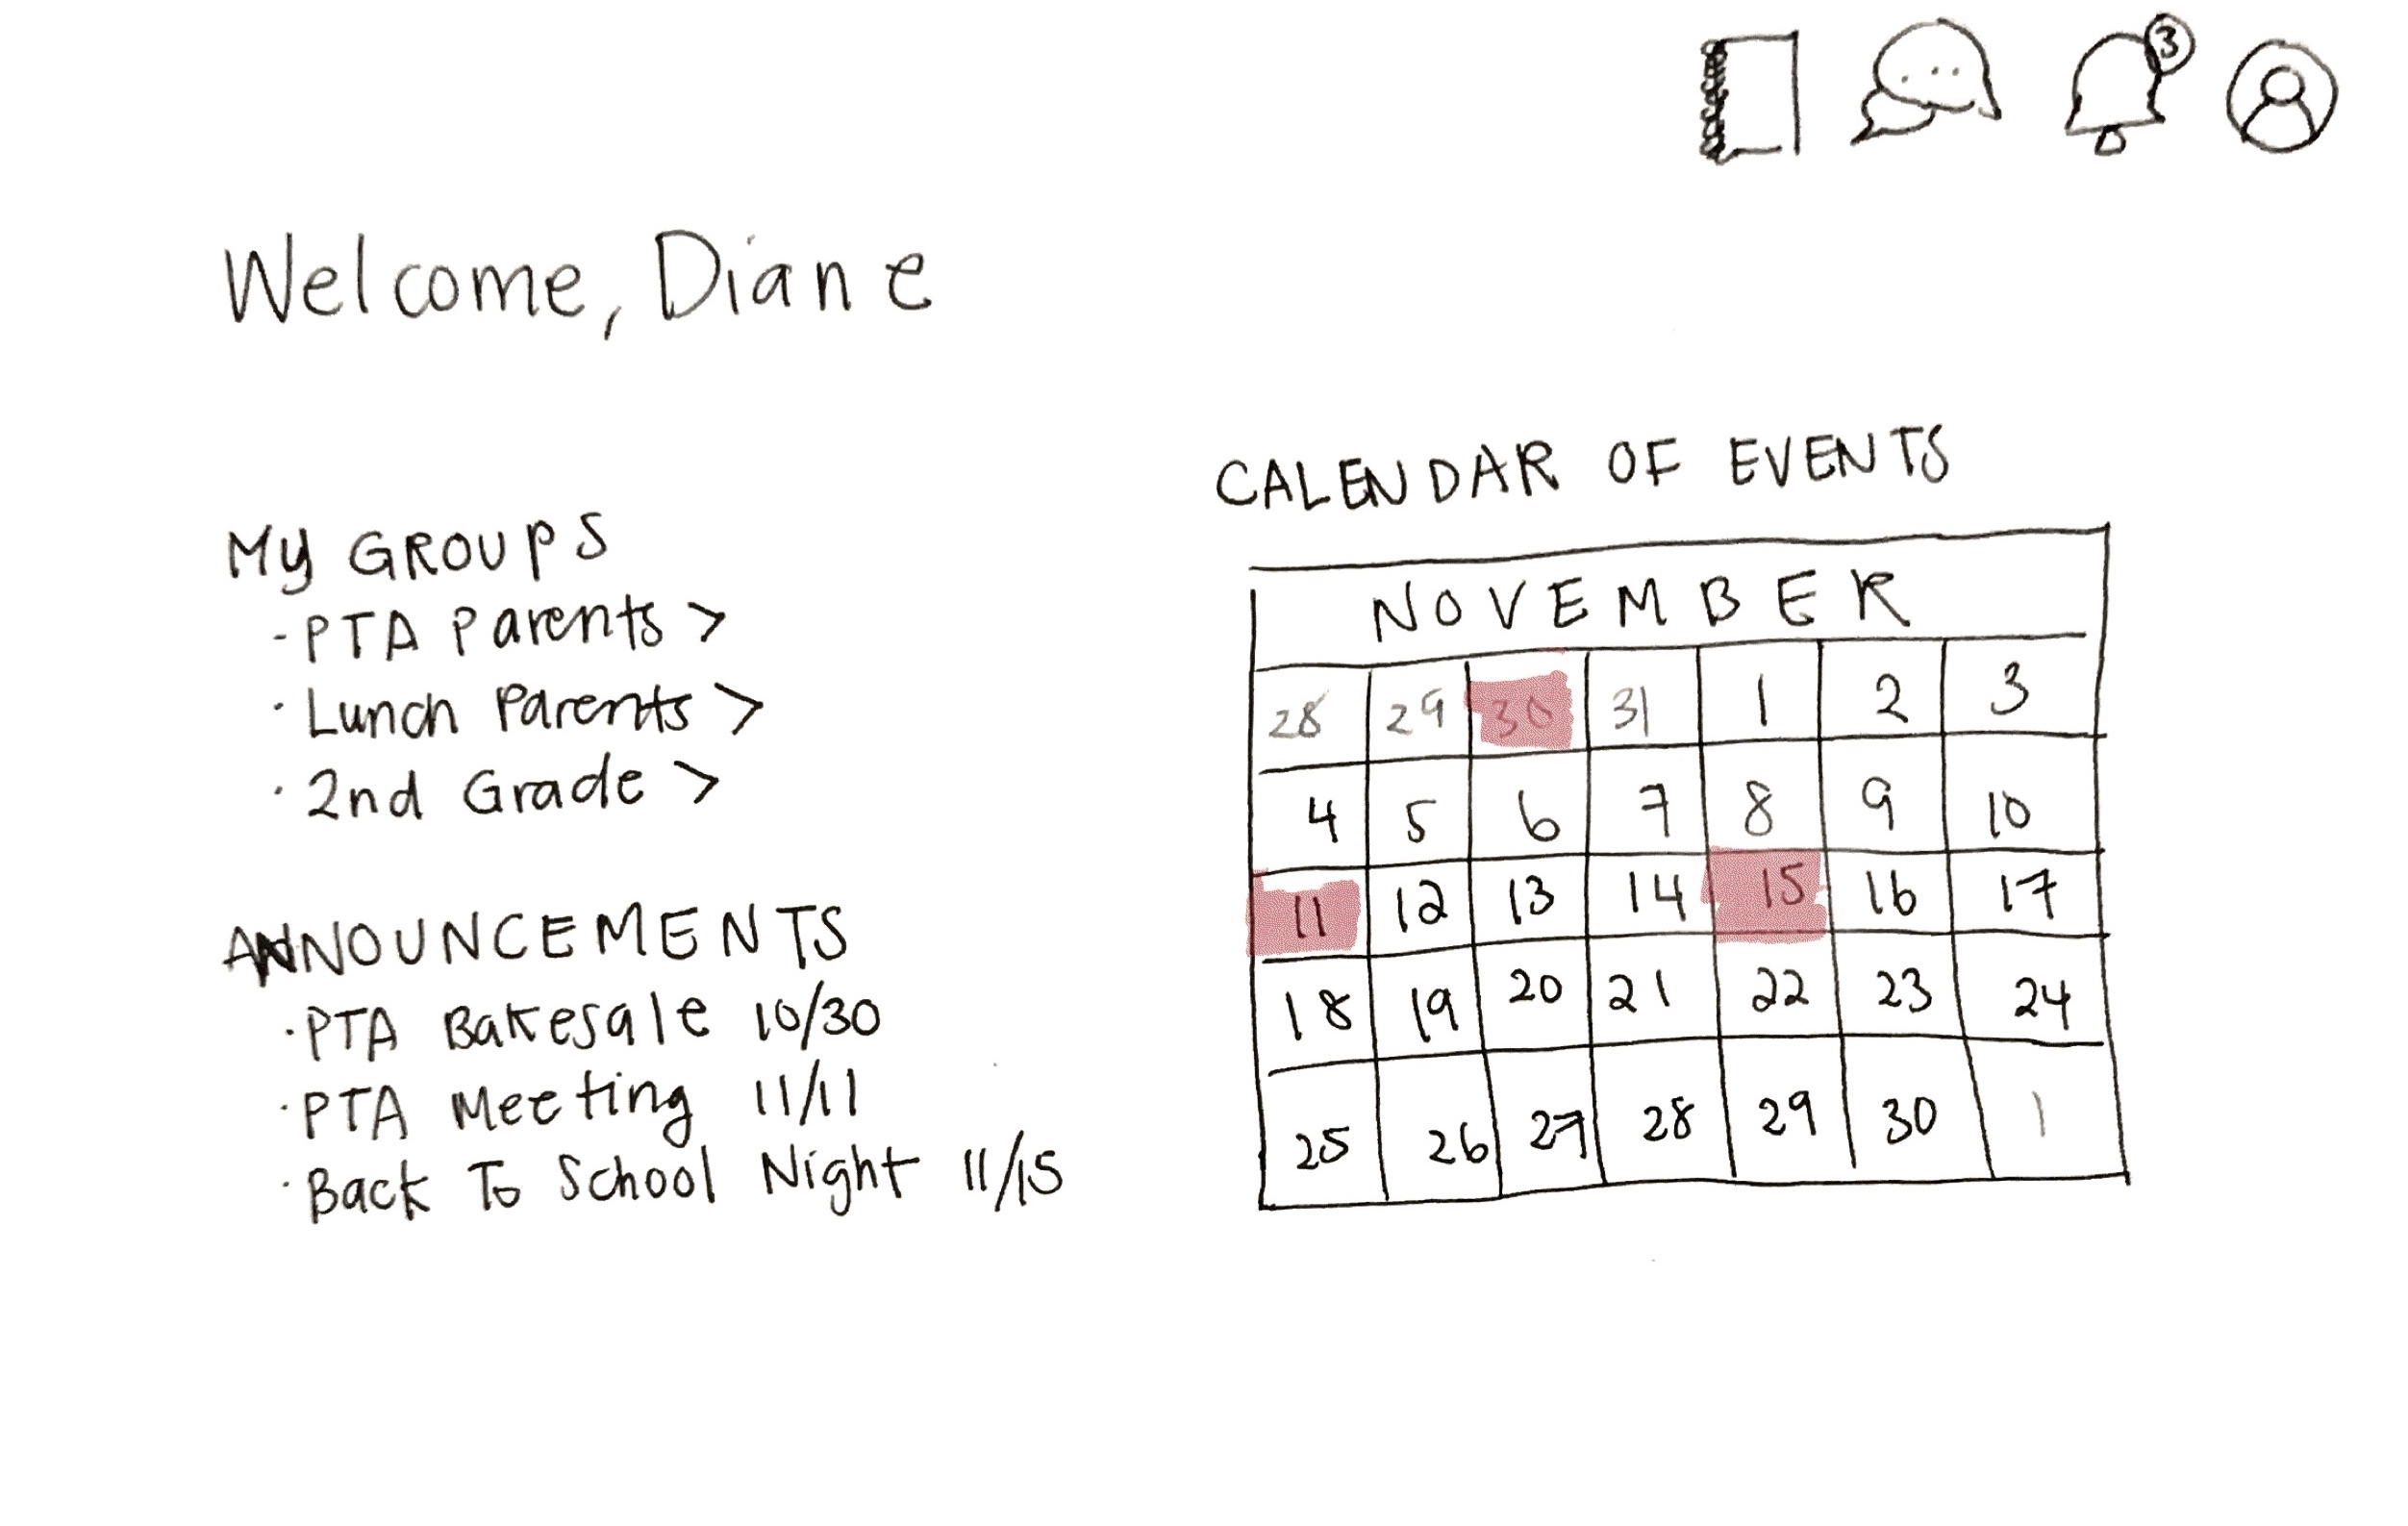 3
Welcome, Diane
CALENDAR OF EVENTS
MY GROUPS
- PTA Parents >
· Lunch Parents >
· 2nd Grade >
ANNOUNCEMENTS
· PTA Bakesale 10/30
· PTA Meeting 11/11
· Back To School Night 11/15
NOVEMBER
28 29 30 31 1 2 3
4 5 6 7 8 9 10
11 12 13 14 15 16 17
18 19 20 21 22 23 24
25 26 27 28 29 30 1